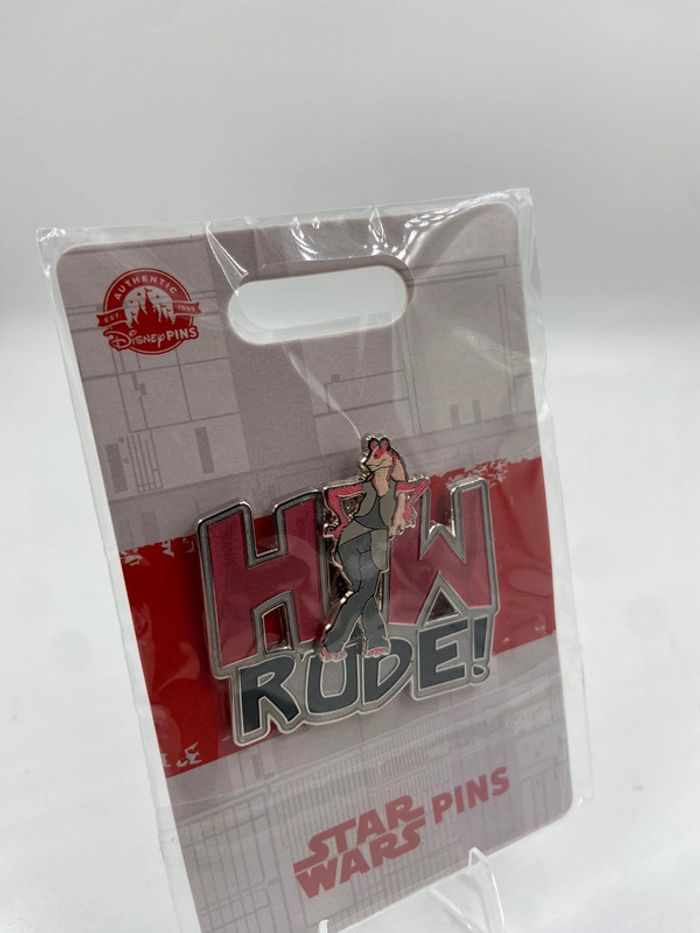 AUTHENTIC
EST. 1999
Disney PINS
HOW
RUDE!
STAR WARS PINS